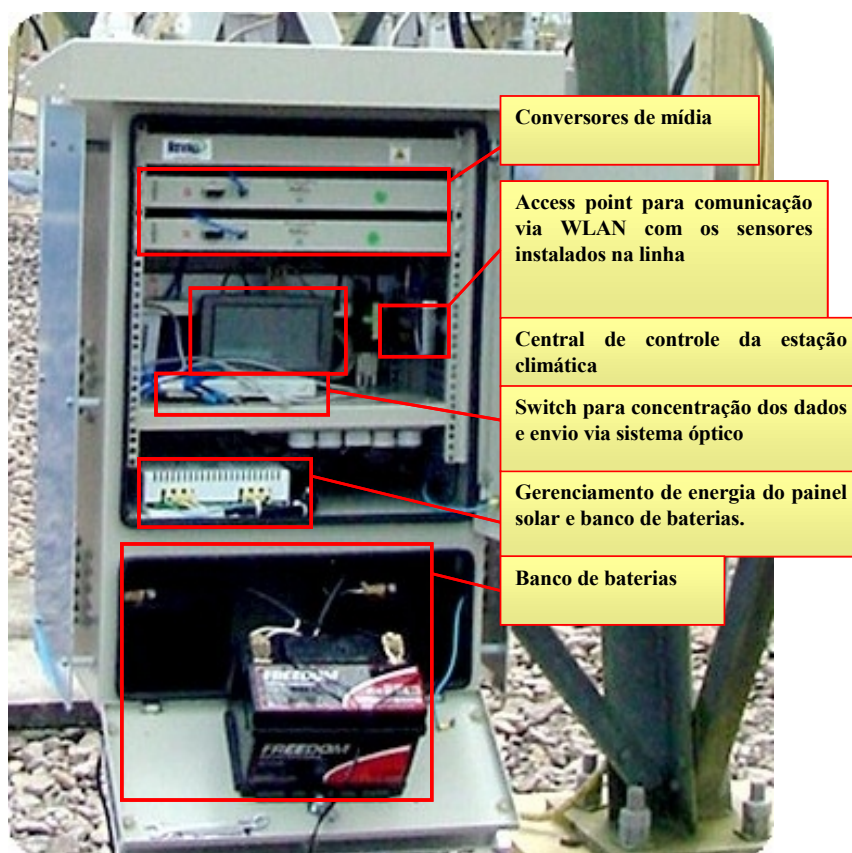 Conversores de mídia
Access point para comunicação
via WLAN com os sensores
instalados na linha
Central de controle da estação
climática
Switch para concentração dos dados
e envio via sistema óptico
Gerenciamento de energia do painel
solar e banco de baterias.
Banco de baterias
FREEDOM
FREEDOM